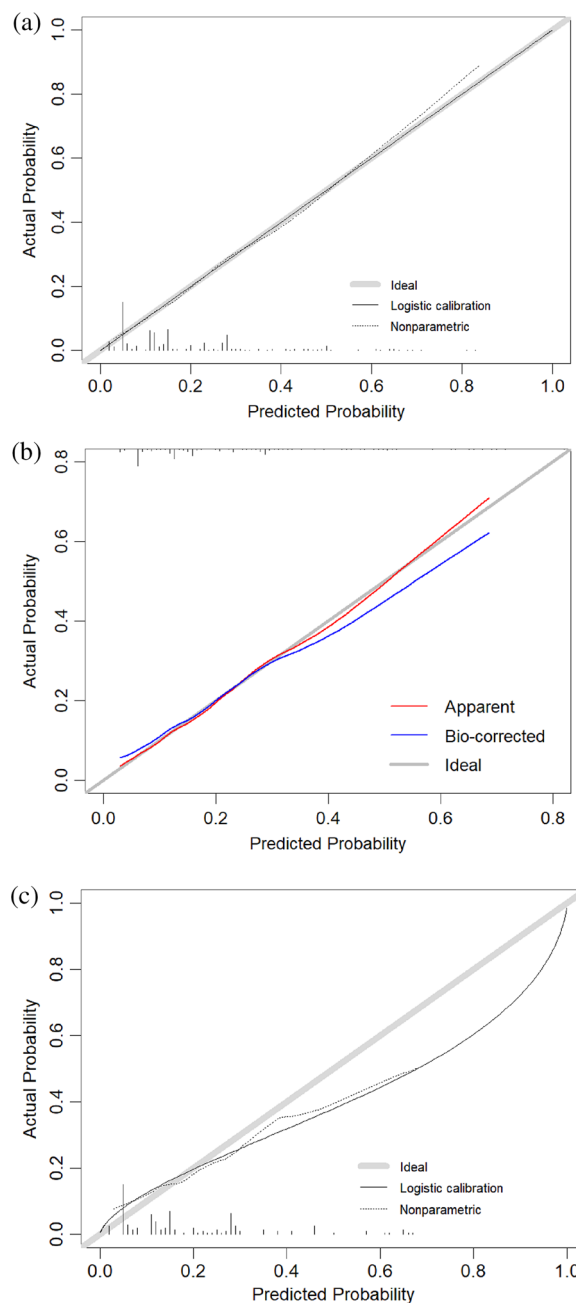 (a)
1.0
0.8
0.6
0.4
0.2
0.0
Actual Probability
Ideal
Logistic calibration
Nonparametric
0.0 0.2 0.4 0.6 0.8 1.0
Predicted Probability
(b)
0.8
0.6
0.4
0.2
0.0
Actual Probability
Apparent
Bio-corrected
Ideal
0.0 0.2 0.4 0.6 0.8
Predicted Probability
(c)
1.0
0.8
0.6
0.4
0.2
0.0
Actual Probability
Ideal
Logistic calibration
Nonparametric
0.0 0.2 0.4 0.6 0.8 1.0
Predicted Probability